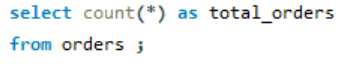 select count(*) as total_orders
from orders ;